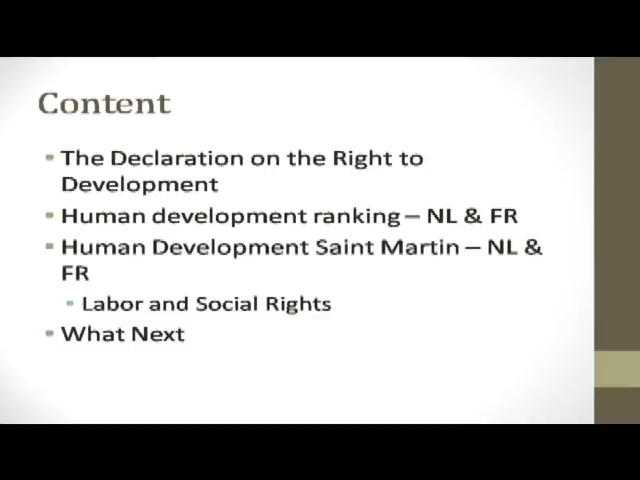 Content
The Declaration on the Right to
Development
Human development ranking – NL & FR
Human Development Saint Martin – NL &
FR
Labor and Social Rights
What Next